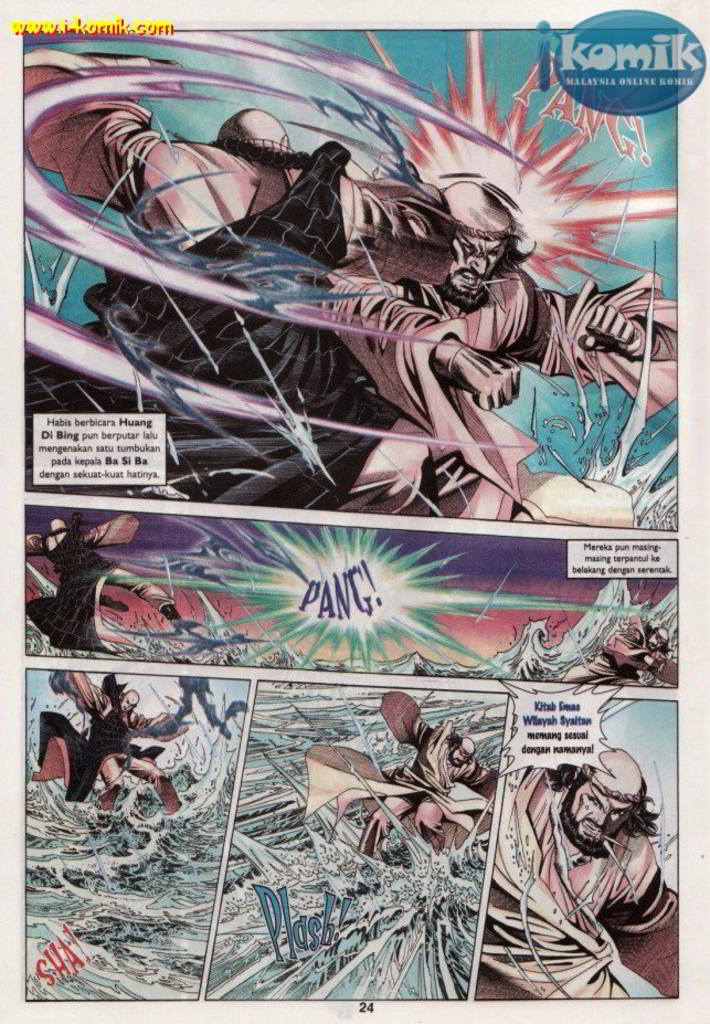 www.i-komik.com
ikomik
MALAYSIA ONLINE KOMIK
PANG!
Habis berbicara Huang
Di Bing pun berputar lalu
mengenakan satu tumbukan
pada kepala Ba Si Ba
dengan sekuat-kuat hatinya.
PANG!
Mereka pun masing-
masing terpantul ke
belakang dengan serentak.
SHA
Plash!
Kitab Emas
Wilayah Syaitan
memang sesuai
dengan namanya!
24